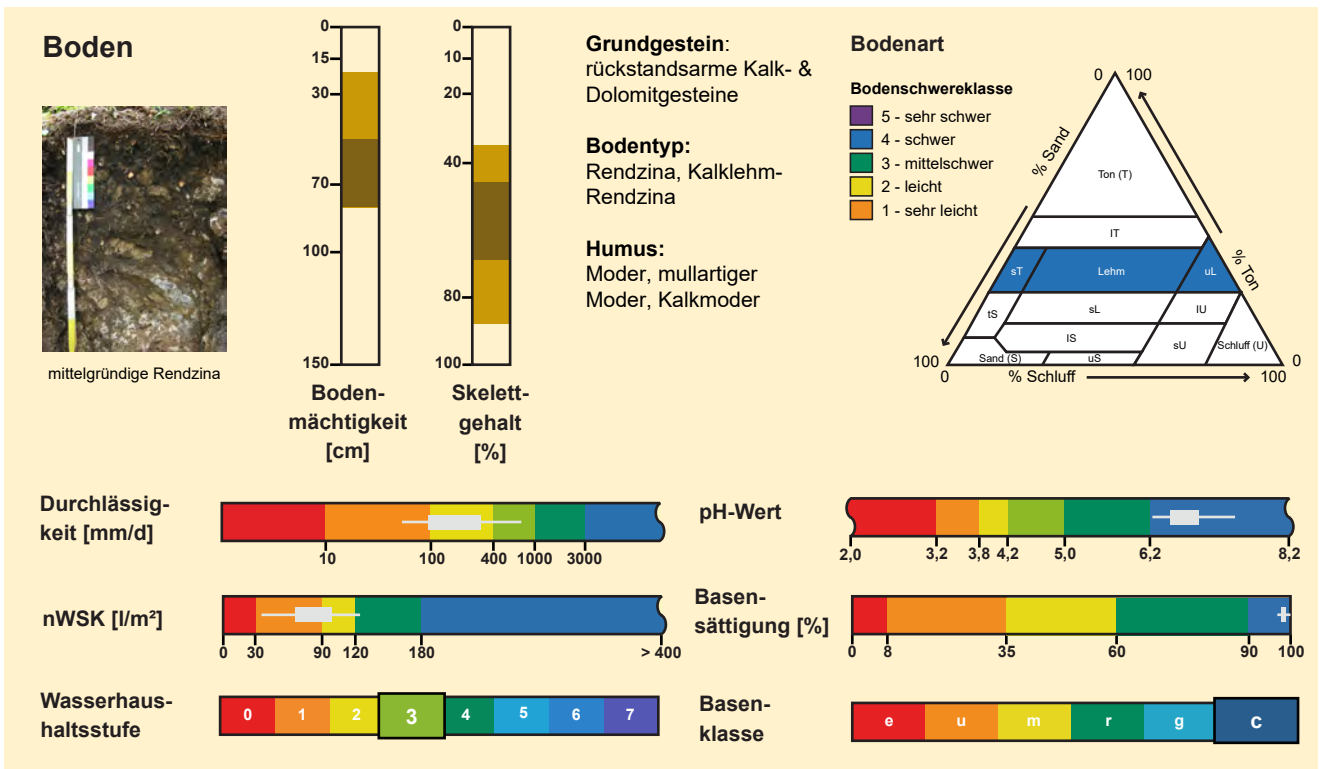 Boden
mittelgründige Rendzina
0
15
30
70
100
150
Boden-
mächtigkeit
[cm]
0
10
20
40
80
100
Skelett-
gehalt
[%]
Grundgestein:
rückstandsarme Kalk- &
Dolomitgesteine
Bodentyp:
Rendzina, Kalklehm-
Rendzina
Humus:
Moder, mullartiger
Moder, Kalkmoder
Bodenart
Bodenschwereklasse
5 - sehr schwer
4 - schwer
3 - mittelschwer
2 - leicht
1 - sehr leicht
0 100
% Sand
% Ton
Ton (T)
lT
sT Lehm uL
tS sL lU
lS sU Schluff (U)
Sand (S) uS
100 0
0 % Schluff 100
Durchlässig-
keit [mm/d]
10 100 400 1000 3000
nWSK [l/m²]
0 30 90 120 180 > 400
Wasserhaus-
haltsstufe
0 1 2 3 4 5 6 7
pH-Wert
2,0 3,2 3,8 4,2 5,0 6,2 8,2
Basen-
sättigung [%]
0 8 35 60 90 100
Basen-
klasse
e u m r g c